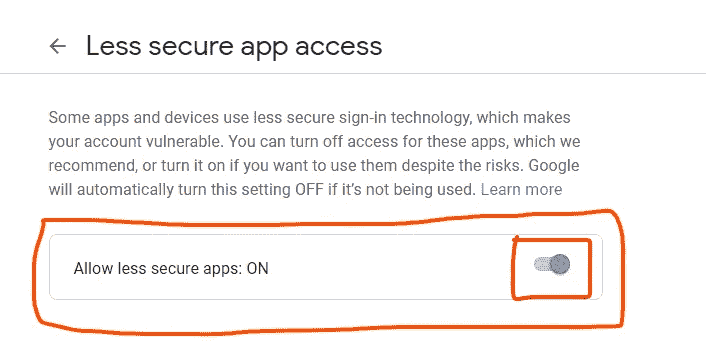 Less secure app access
Some apps and devices use less secure sign-in technology, which makes
your account vulnerable. You can turn off access for these apps, which we
recommend, or turn it on if you want to use them despite the risks. Google
will automatically turn this setting OFF if it's not being used. Learn more
Allow less secure apps: ON